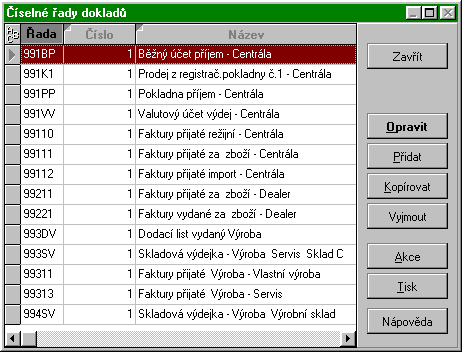 Číselné řady dokladů
ABC Řada Číslo Název
991BP 1 Běžný účet příjem - Centrála
991K1 1 Prodej z registrač.pokladny č.1 - Centrála
991PP 1 Pokladna příjem - Centrála
991VV 1 Valutový účet výdej - Centrála
99110 1 Faktury přijaté režijní - Centrála
99111 1 Faktury přijaté za zboží - Centrála
99112 1 Faktury přijaté import - Centrála
99211 1 Faktury přijaté za zboží - Dealer
99221 1 Faktury vydané za zboží - Dealer
993DV 1 Dodací list vydaný Výroba
993SV 1 Skladová výdejka - Výroba Servis Sklad C
99311 1 Faktury přijaté Výroba - Vlastní výroba
99313 1 Faktury přijaté Výroba - Servis
994SV 1 Skladová výdejka - Výroba Výrobní sklad
Zavřít
Opravit
Přidat
Kopírovat
Vyjmout
Akce
Tisk
Nápověda